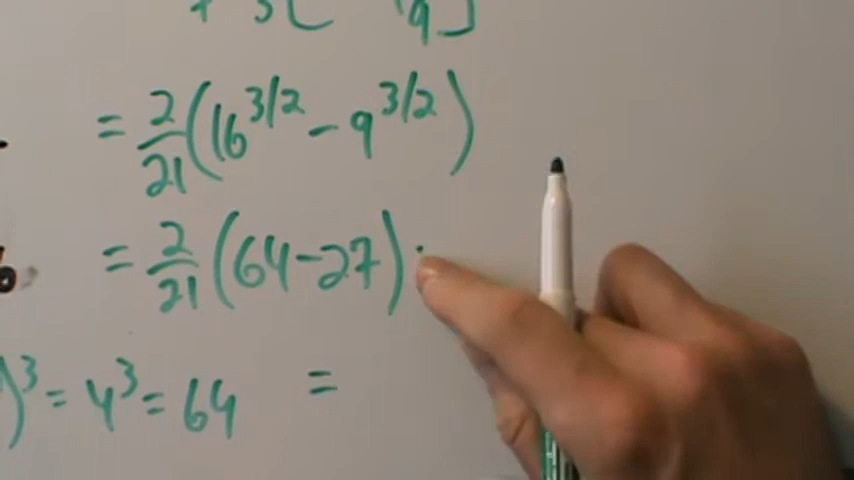 = 2/21 (16^3/2 - 9^3/2)
= 2/21 (64-27)
)^3 = 4^3 = 64 =